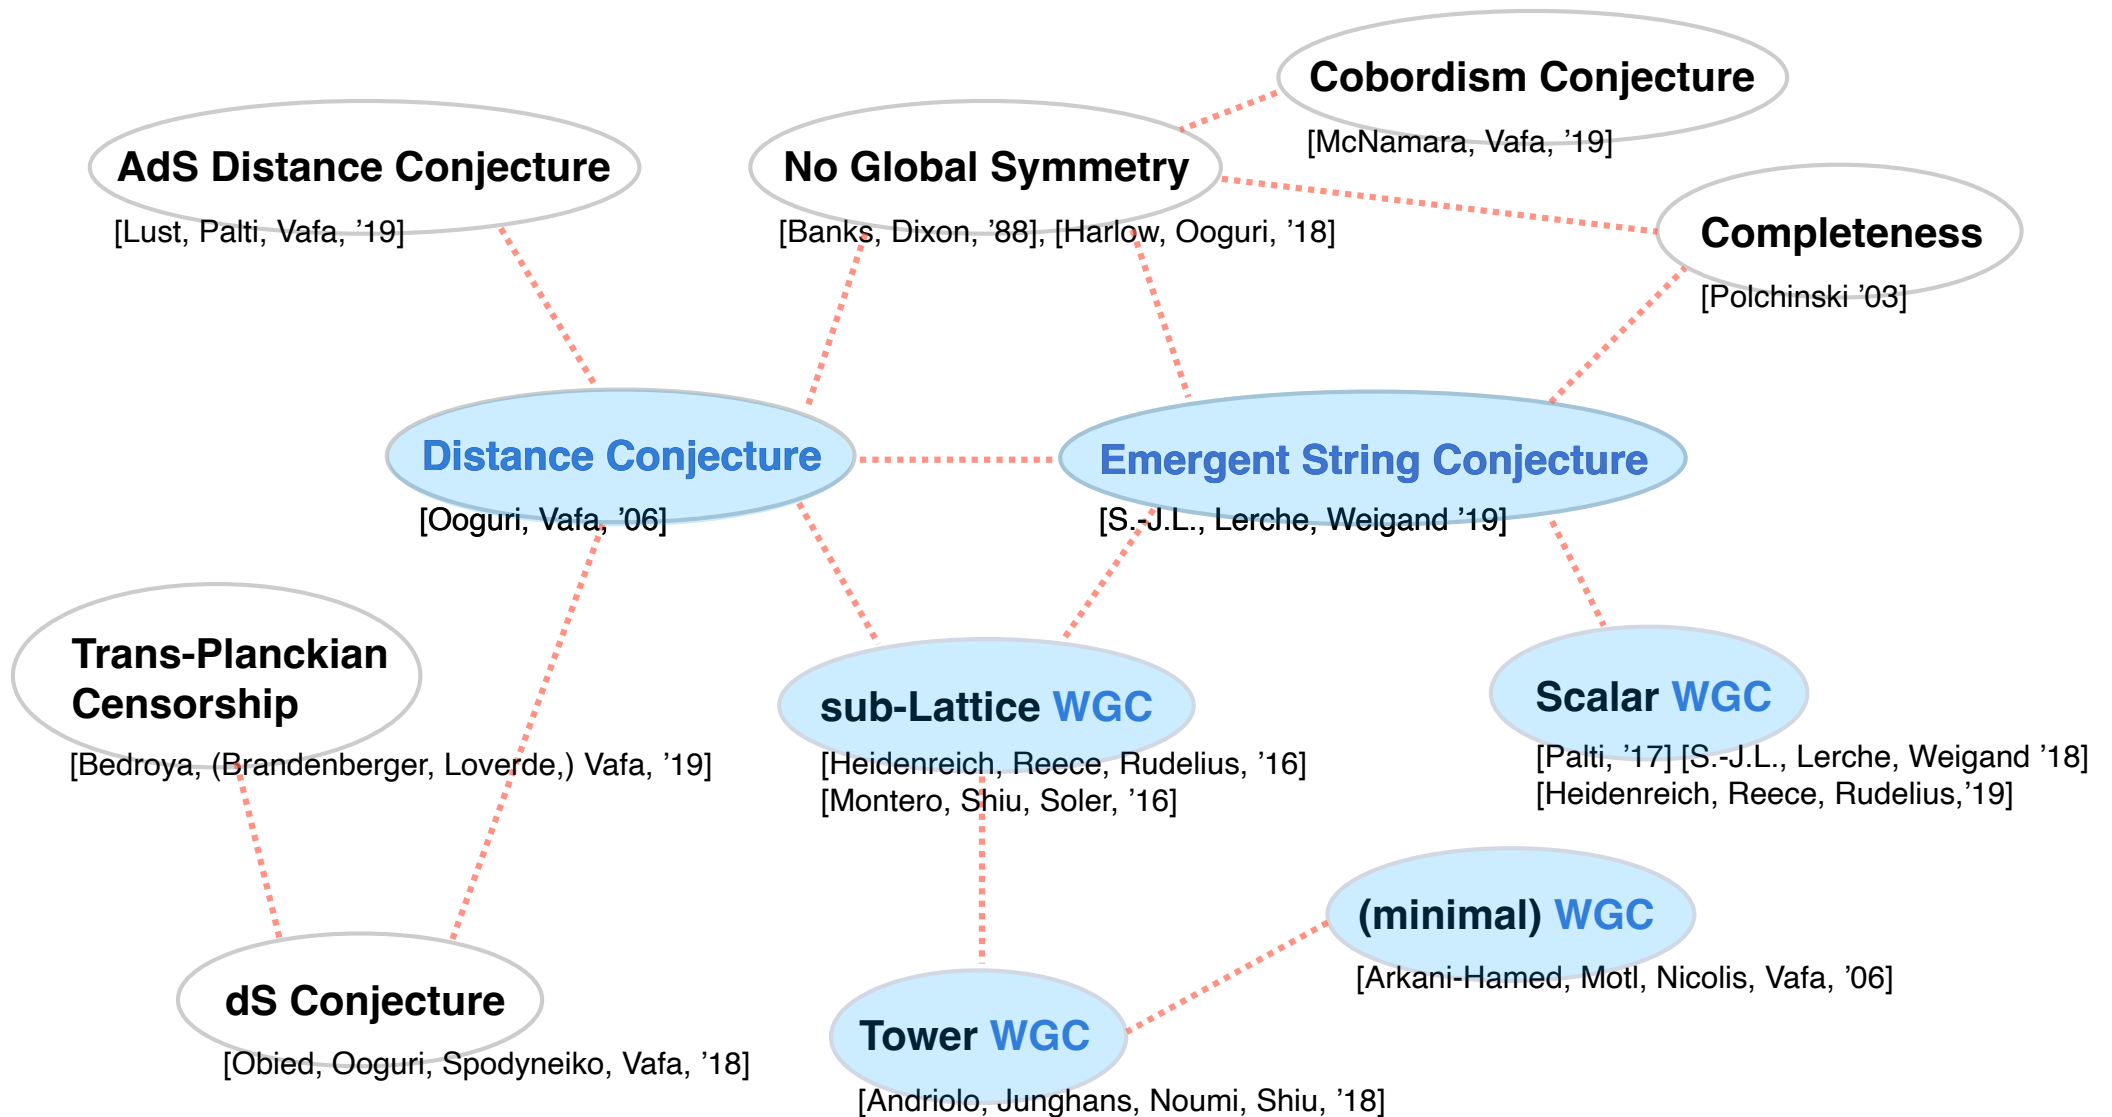 Cobordism Conjecture
[McNamara, Vafa, ’19]
AdS Distance Conjecture
[Lust, Palti, Vafa, ’19]
No Global Symmetry
[Banks, Dixon, ’88], [Harlow, Ooguri, ’18]
Completeness
[Polchinski ’03]
Distance Conjecture
[Ooguri, Vafa, ’06]
Emergent String Conjecture
[S.-J.L., Lerche, Weigand ’19]
Trans-Planckian
Censorship
[Bedroya, (Brandenberger, Loverde,) Vafa, ’19]
sub-Lattice WGC
[Heidenreich, Reece, Rudelius, ’16]
[Montero, Shiu, Soler, ’16]
Scalar WGC
[Palti, ’17] [S.-J.L., Lerche, Weigand ’18]
[Heidenreich, Reece, Rudelius,’19]
(minimal) WGC
[Arkani-Hamed, Motl, Nicolis, Vafa, ’06]
dS Conjecture
[Obied, Ooguri, Spodyneiko, Vafa, ’18]
Tower WGC
[Andriolo, Junghans, Noumi, Shiu, ’18]